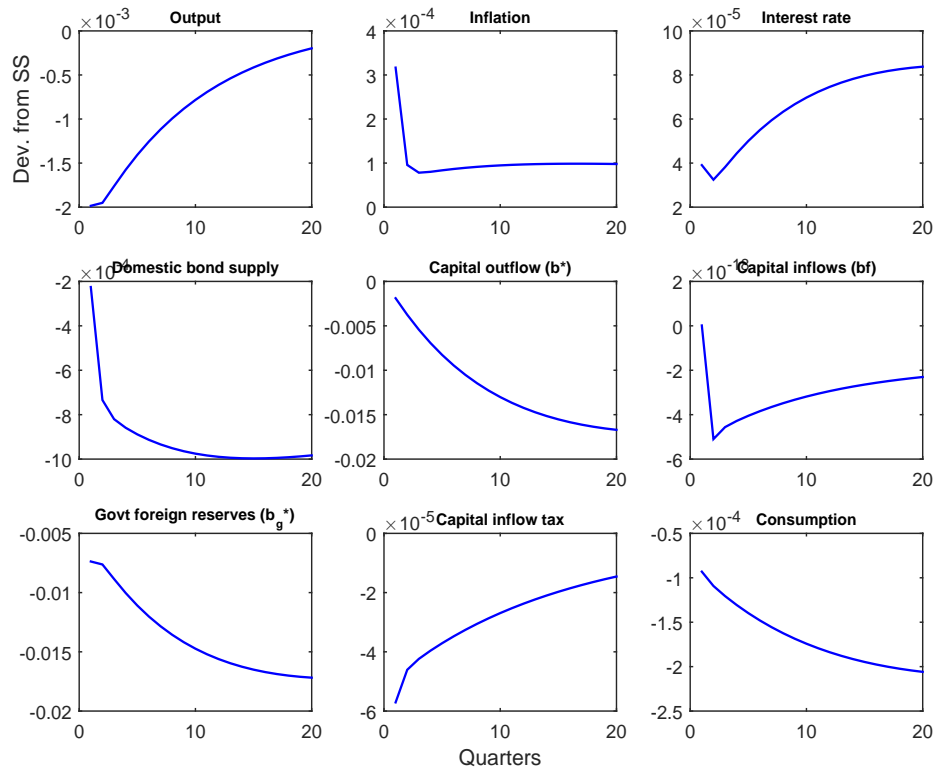 ×10⁻³ Output
Inflation
×10⁻⁴
Interest rate
×10⁻⁵
Dev. from SS
0
-0.5
-1
-1.5
-2
0 10 20
4
3
2
1
0
0 10 20
10
8
6
4
2
0 10 20
×10⁻⁴ Domestic bond supply
Capital outflow (b*)
Capital inflows (bf)
-2
-4
-6
-8
-10
0 10 20
0
-0.005
-0.01
-0.015
-0.02
0 10 20
2
0
-2
-4
-6
0 10 20
Govt foreign reserves (b_g*)
×10⁻⁵ Capital inflow tax
×10⁻⁴ Consumption
-0.005
-0.01
-0.015
-0.02
0 10 20
0
-2
-4
-6
0 10 20
-0.5
-1
-1.5
-2
-2.5
0 10 20
Quarters